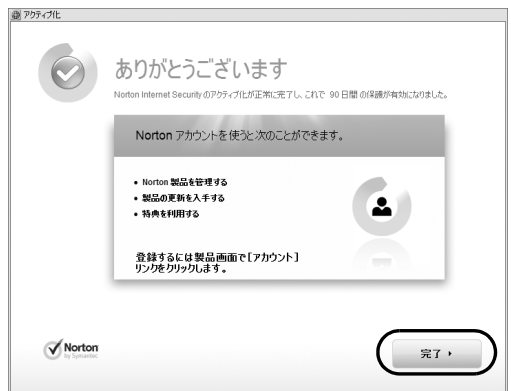 アクティブ化
ありがとうございます
Norton Internet Security のアクティブ化が正常に完了し、これで 90 日間 の保護が有効になりました。
Norton アカウントを使うと次のことができます。
• Norton 製品を管理する
• 製品の更新を入手する
• 特典を利用する
登録するには製品画面で［アカウント］
リンクをクリックします。
Norton
by Symantec
完了